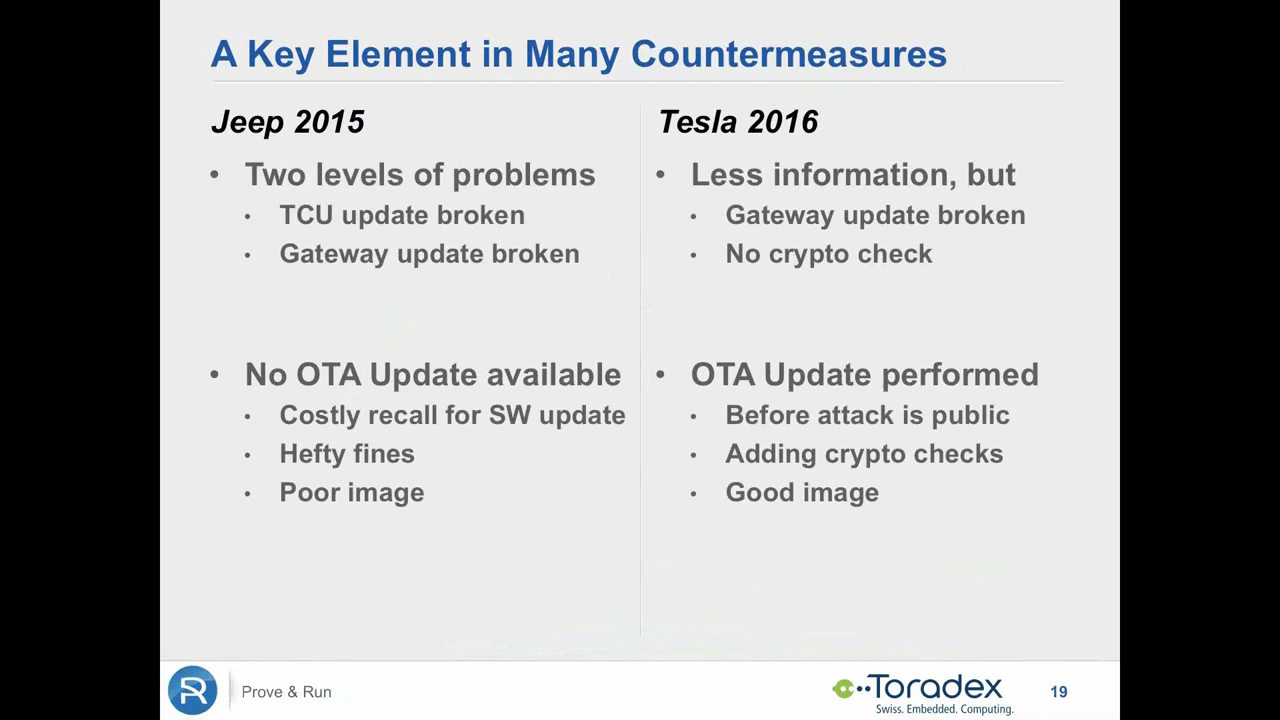 A Key Element in Many Countermeasures
Jeep 2015
• Two levels of problems
• TCU update broken
• Gateway update broken
• No OTA Update available
• Costly recall for SW update
• Hefty fines
• Poor image
Tesla 2016
• Less information, but
• Gateway update broken
• No crypto check
• OTA Update performed
• Before attack is public
• Adding crypto checks
• Good image
Prove & Run
Toradex
Swiss. Embedded. Computing.
19